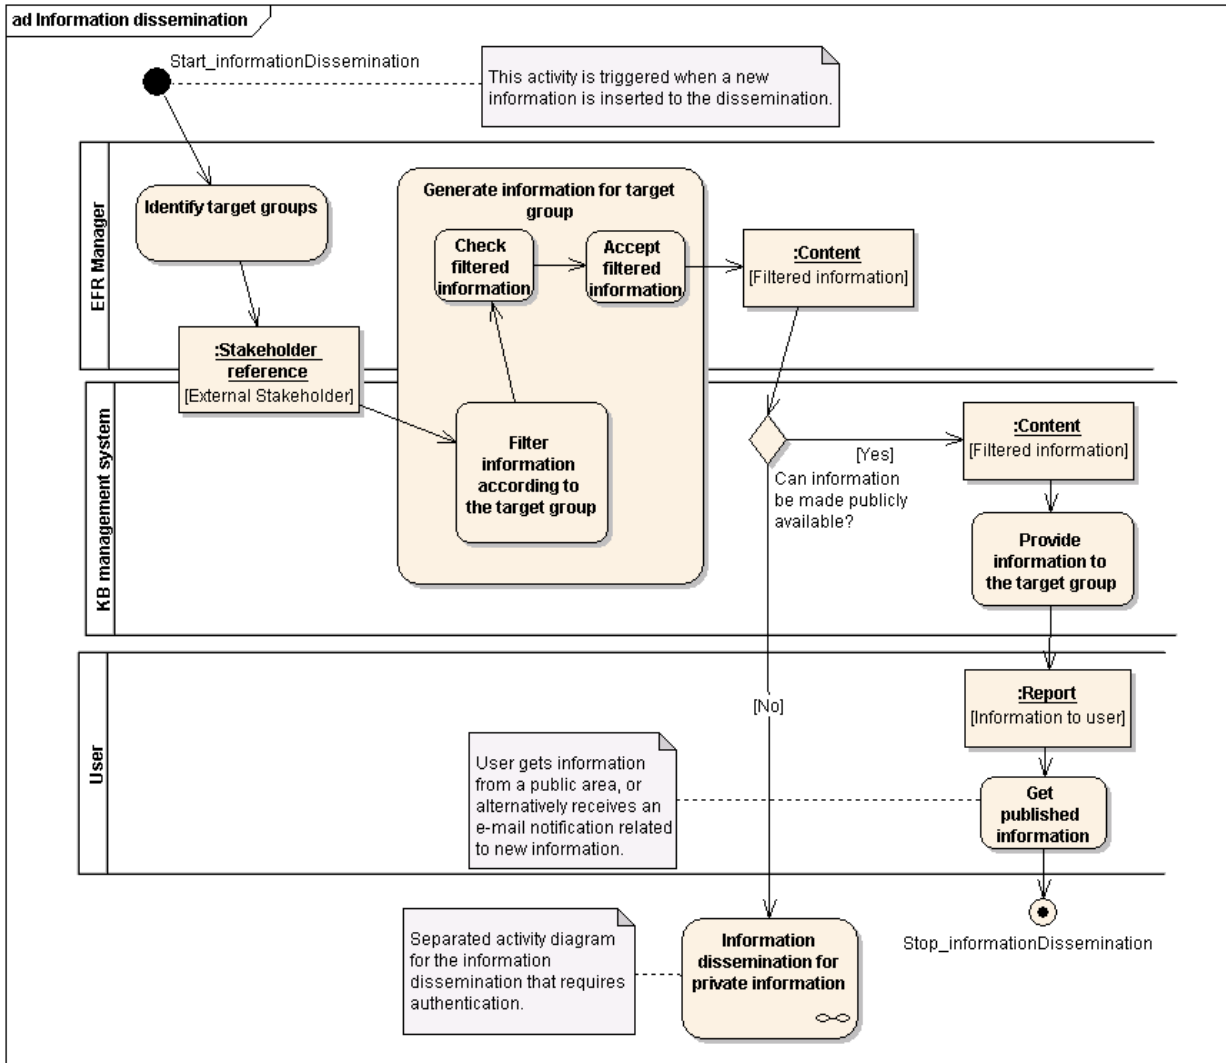 ad Information dissemination
Start_informationDissemination
This activity is triggered when a new
information is inserted to the dissemination.
EFR Manager
Identify target groups
Generate information for target
group
Check
filtered
information
Accept
filtered
information
:Content
[Filtered information]
:Stakeholder
reference
[External Stakeholder]
KB management system
Filter
information
according to
the target group
[Yes]
Can information
be made publicly
available?
:Content
[Filtered information]
Provide
information to
the target group
User
[No]
:Report
[Information to user]
User gets information
from a public area, or
alternatively receives an
e-mail notification related
to new information.
Get
published
information
Stop_informationDissemination
Separated activity diagram
for the information
dissemination that requires
authentication.
Information
dissemination for
private information